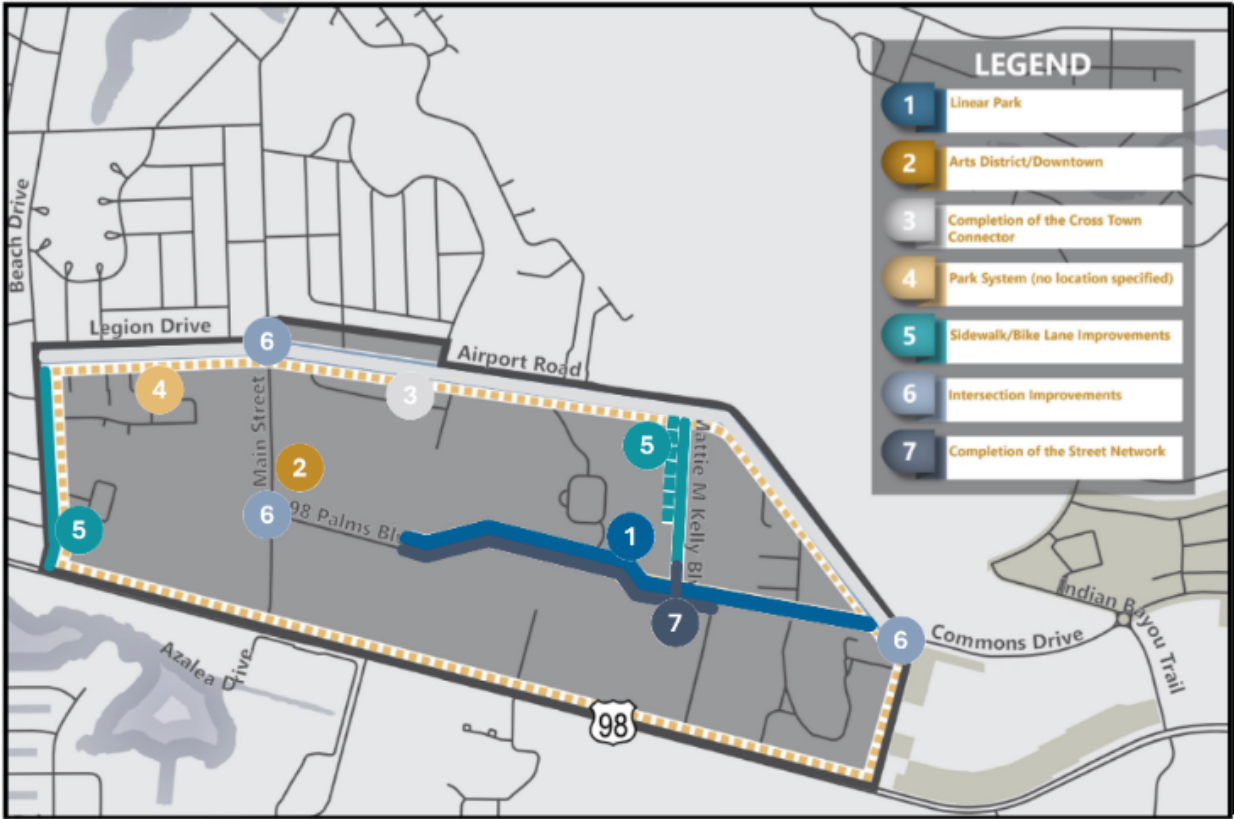 LEGEND
1 Linear Park
2 Arts District/Downtown
3 Completion of the Cross Town
Connector
4 Park System (no location specified)
5 Sidewalk/Bike Lane Improvements
6 Intersection Improvements
7 Completion of the Street Network
Beach Drive
Legion Drive
6
Airport Road
4
3
Main Street
2
5
Mattie M Kelly Blv
6
98 Palms Blv
1
5
7
6
Commons Drive
Indian Bayou Trail
Azalea Drive
98